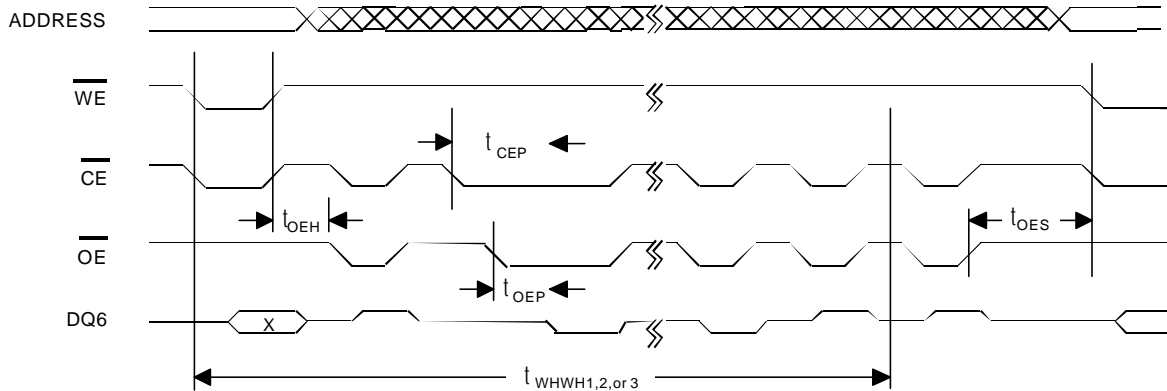 ADDRESS
WE
t CEP
CE
t OEH
t OES
OE
t OEP
DQ6
X
t WHWH1,2,or 3